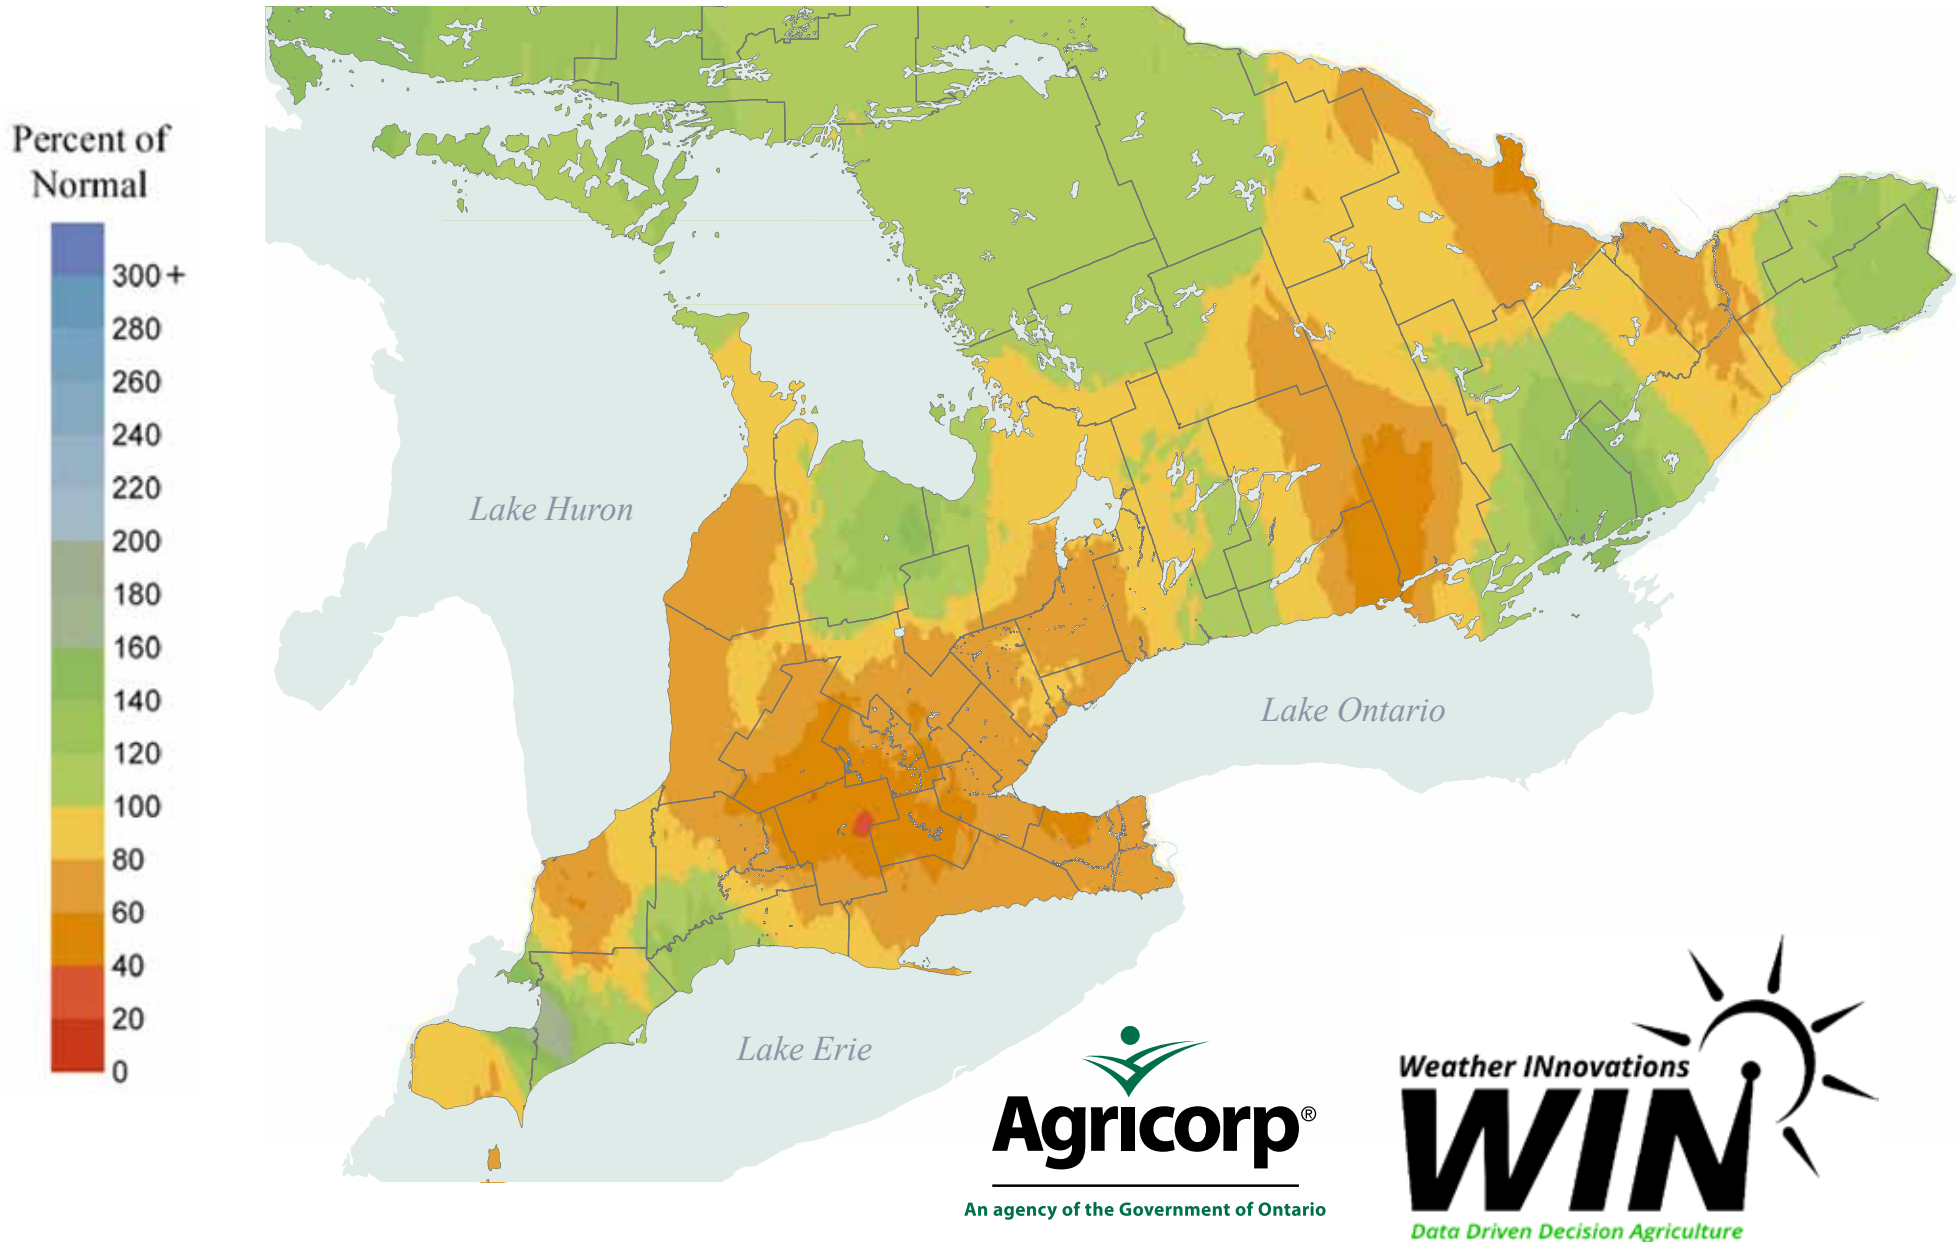 Percent of
Normal
300+
280
260
240
220
200
180
160
140
120
100
80
60
40
20
0
Lake Huron
Lake Ontario
Lake Erie
Agricorp®
An agency of the Government of Ontario
Weather INnovations
WIN
Data Driven Decision Agriculture